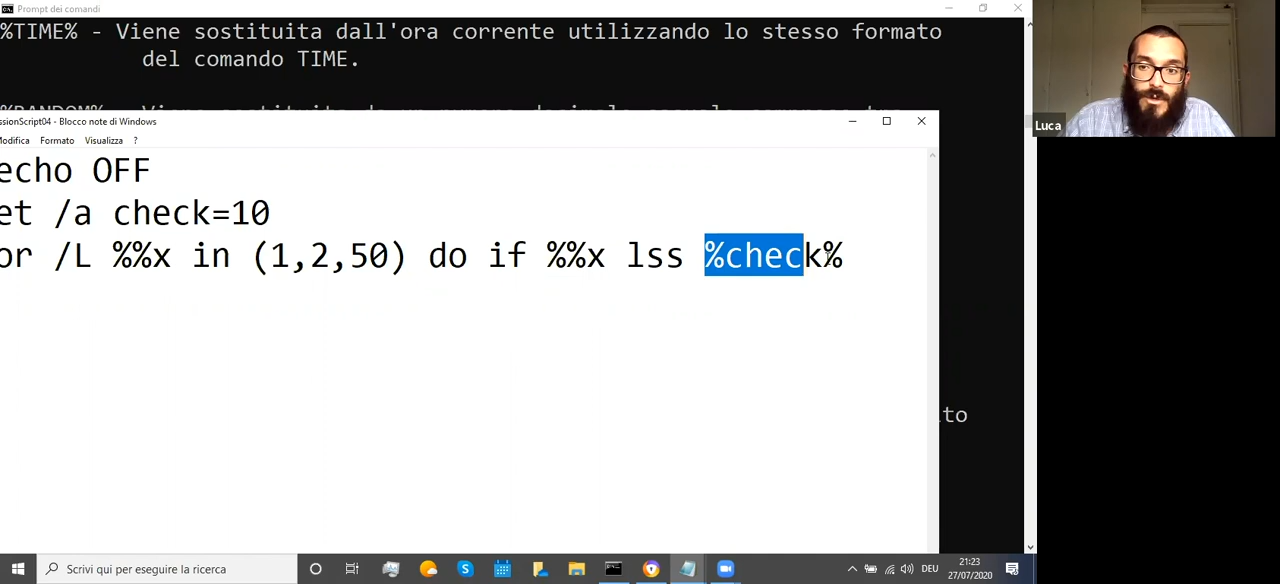 Prompt dei comandi
%TIME% - Viene sostituita dall'ora corrente utilizzando lo stesso formato
del comando TIME.
ssionScript04 - Blocco note di Windows
Modifica Formato Visualizza ?
echo OFF
et /a check=10
or /L %%x in (1,2,50) do if %%x lss %check%
to
Luca
Scrivi qui per eseguire la ricerca
DEU
21:23
27/07/2020